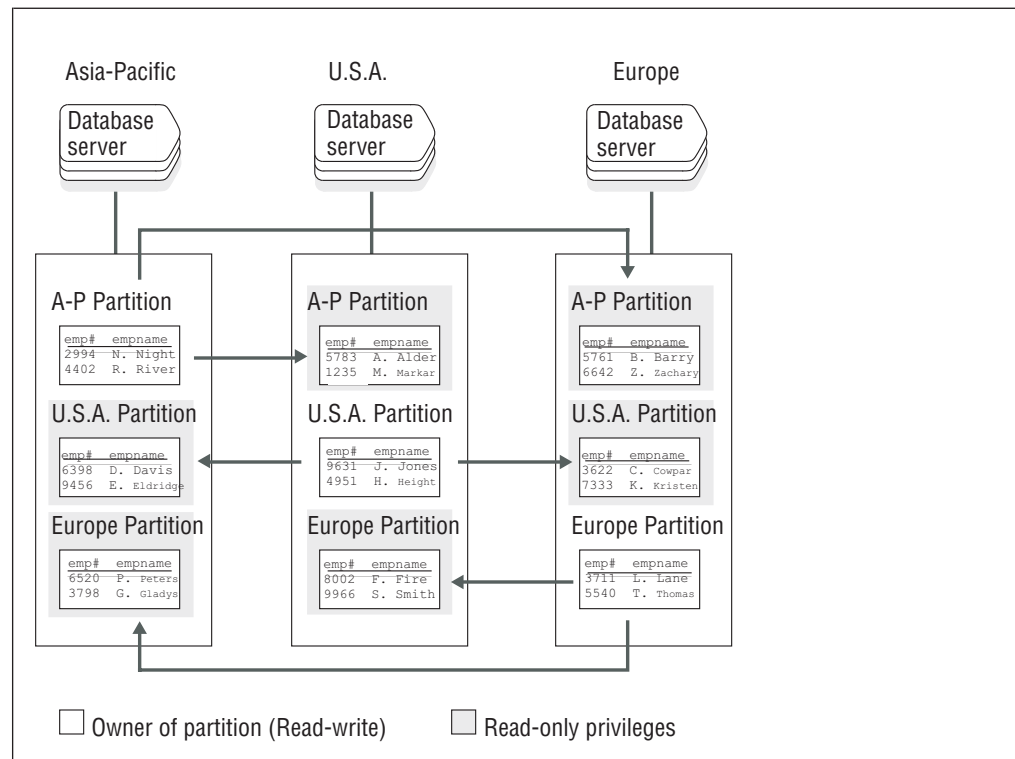 Asia-Pacific
U.S.A.
Europe
Database
server
Database
server
Database
server
A-P Partition
emp# empname
2994 N. Night
4402 R. River
A-P Partition
emp# empname
5783 A. Alder
1235 M. Markar
A-P Partition
emp# empname
5761 B. Barry
6642 Z. Zachary
U.S.A. Partition
emp# empname
6398 D. Davis
9456 E. Eldridge
U.S.A. Partition
emp# empname
9631 J. Jones
4951 H. Height
U.S.A. Partition
emp# empname
3622 C. Cowpar
7333 K. Kristen
Europe Partition
emp# empname
6520 P. Peters
3798 G. Gladys
Europe Partition
emp# empname
8002 F. Fire
9966 S. Smith
Europe Partition
emp# empname
3711 L. Lane
5540 T. Thomas
Owner of partition (Read-write)
Read-only privileges